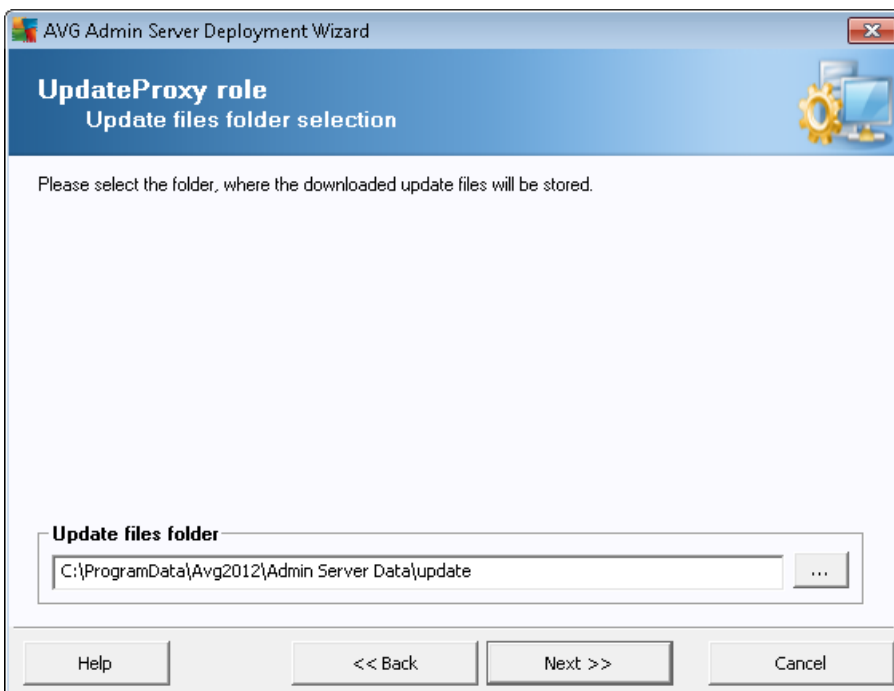 AVG Admin Server Deployment Wizard
UpdateProxy role
Update files folder selection
Please select the folder, where the downloaded update files will be stored.
Update files folder
C:\ProgramData\Avg2012\Admin Server Data\update
...
Help
<< Back
Next >>
Cancel